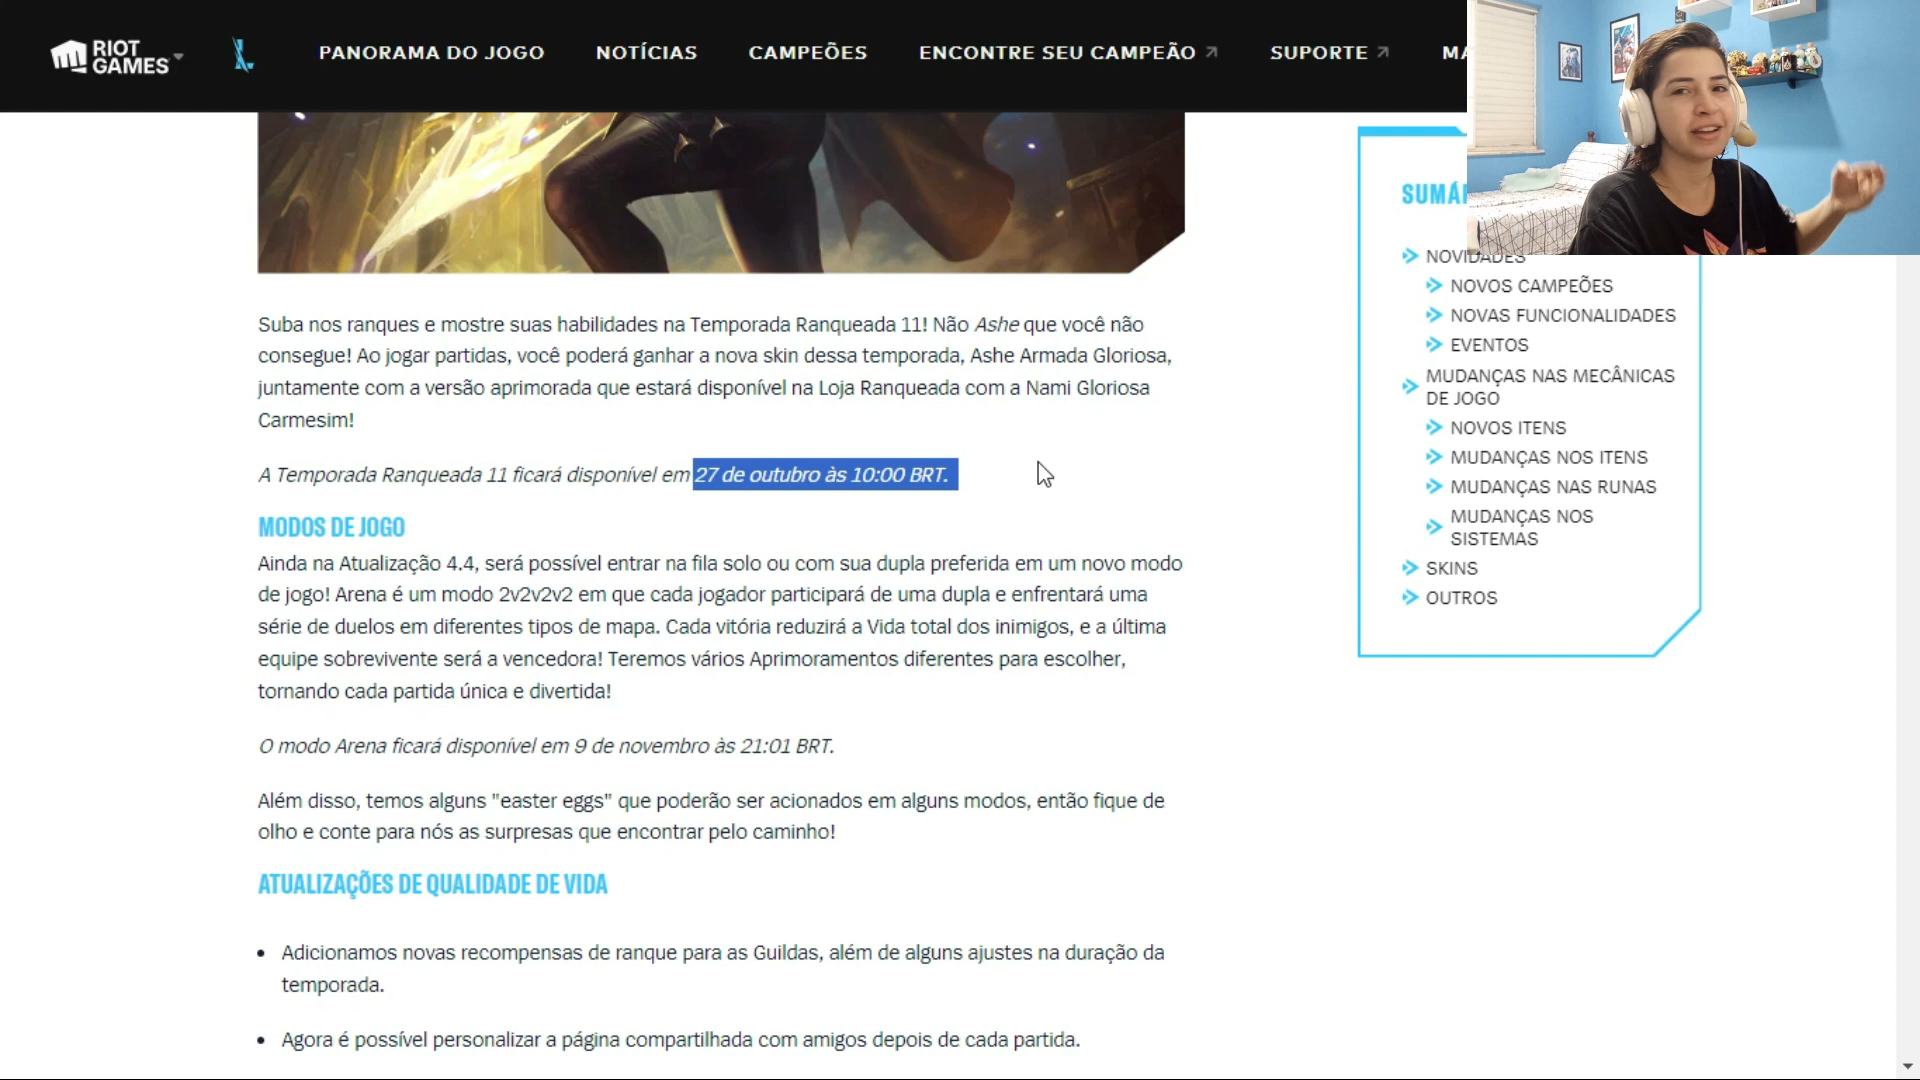 RIOT GAMES
PANORAMA DO JOGO
NOTÍCIAS
CAMPEÕES
ENCONTRE SEU CAMPEÃO
SUPORTE
MA
Suba nos ranques e mostre suas habilidades na Temporada Ranqueada 11! Não Ashe que você não
consegue! Ao jogar partidas, você poderá ganhar a nova skin dessa temporada, Ashe Armada Gloriosa,
juntamente com a versão aprimorada que estará disponível na Loja Ranqueada com a Nami Gloriosa
Carmesim!
A Temporada Ranqueada 11 ficará disponível em 27 de outubro às 10:00 BRT.
MODOS DE JOGO
Ainda na Atualização 4.4, será possível entrar na fila solo ou com sua dupla preferida em um novo modo
de jogo! Arena é um modo 2v2v2v2 em que cada jogador participará de uma dupla e enfrentará uma
série de duelos em diferentes tipos de mapa. Cada vitória reduzirá a Vida total dos inimigos, e a última
equipe sobrevivente será a vencedora! Teremos vários Aprimoramentos diferentes para escolher,
tornando cada partida única e divertida!
O modo Arena ficará disponível em 9 de novembro às 21:01 BRT.
Além disso, temos alguns "easter eggs" que poderão ser acionados em alguns modos, então fique de
olho e conte para nós as surpresas que encontrar pelo caminho!
ATUALIZAÇÕES DE QUALIDADE DE VIDA
• Adicionamos novas recompensas de ranque para as Guildas, além de alguns ajustes na duração da
temporada.
• Agora é possível personalizar a página compartilhada com amigos depois de cada partida.
SUMÁ
NOVIDADES
NOVOS CAMPEÕES
NOVAS FUNCIONALIDADES
EVENTOS
MUDANÇAS NAS MECÂNICAS
DE JOGO
NOVOS ITENS
MUDANÇAS NOS ITENS
MUDANÇAS NAS RUNAS
MUDANÇAS NOS
SISTEMAS
SKINS
OUTROS